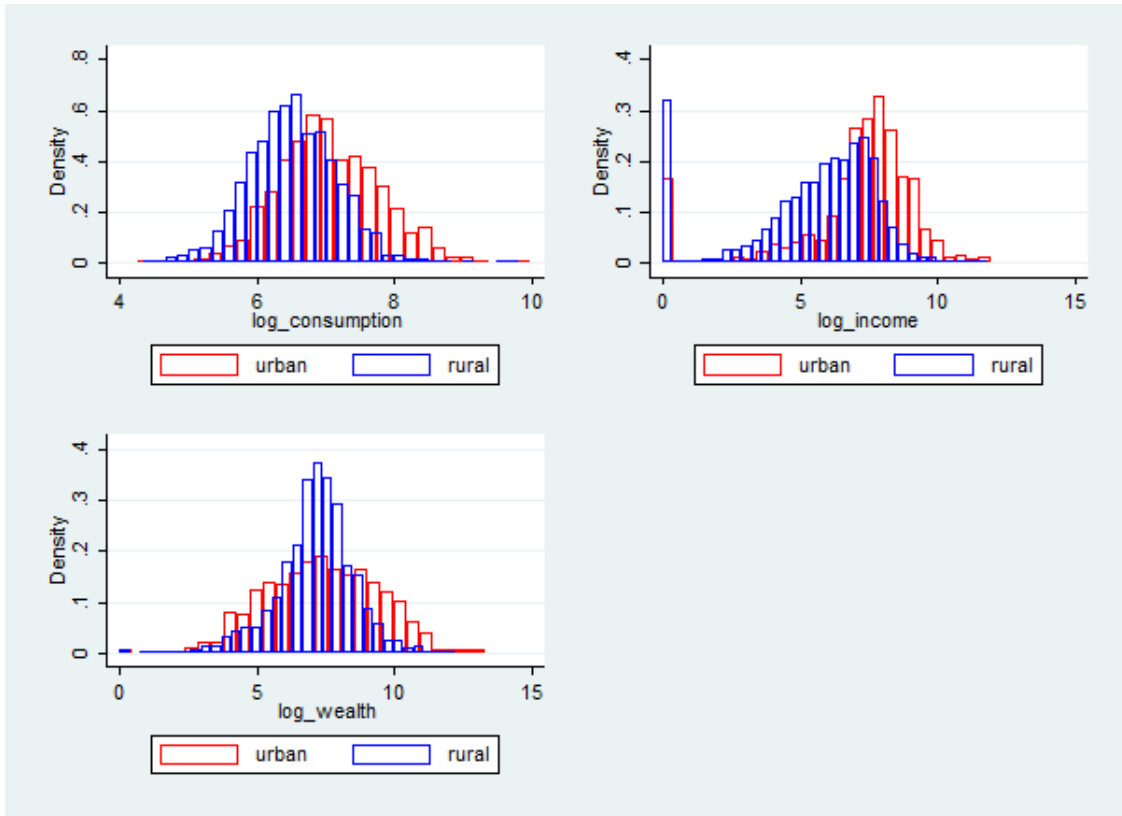 Density
0 .2 .4 .6 .8
4 6 8 10
log_consumption
urban rural
Density
0 .1 .2 .3 .4
0 5 10 15
log_income
urban rural
Density
0 .1 .2 .3 .4
0 5 10 15
log_wealth
urban rural